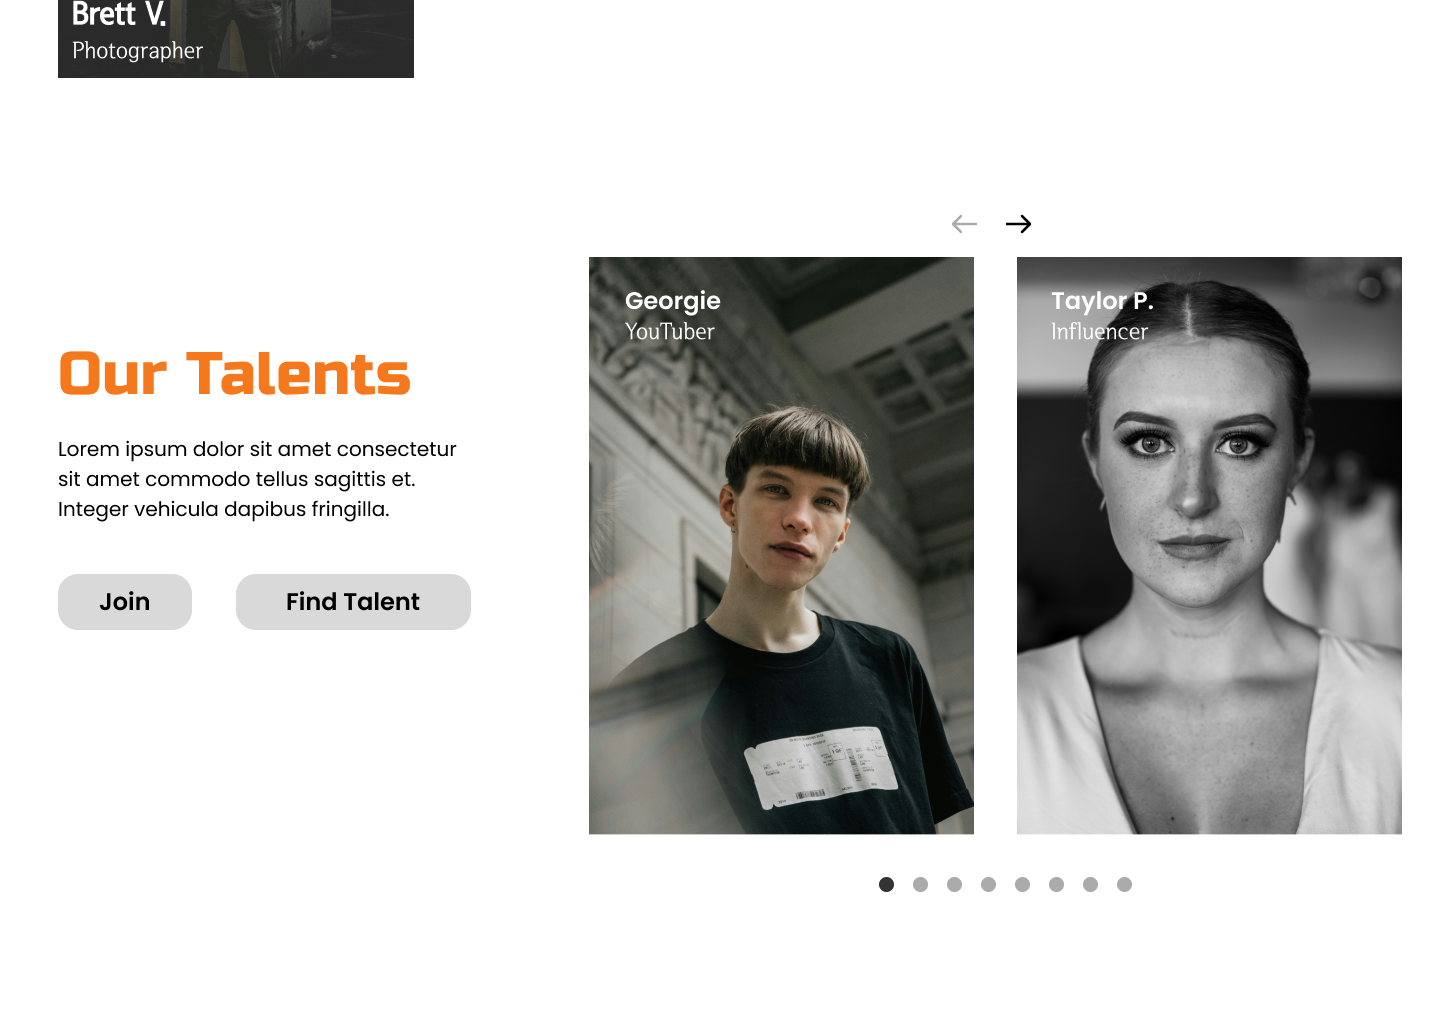 Brett V.
Photographer
Our Talents
Lorem ipsum dolor sit amet consectetur
sit amet commodo tellus sagittis et.
Integer vehicula dapibus fringilla.
Join
Find Talent
Georgie
YouTuber
Taylor P.
Influencer